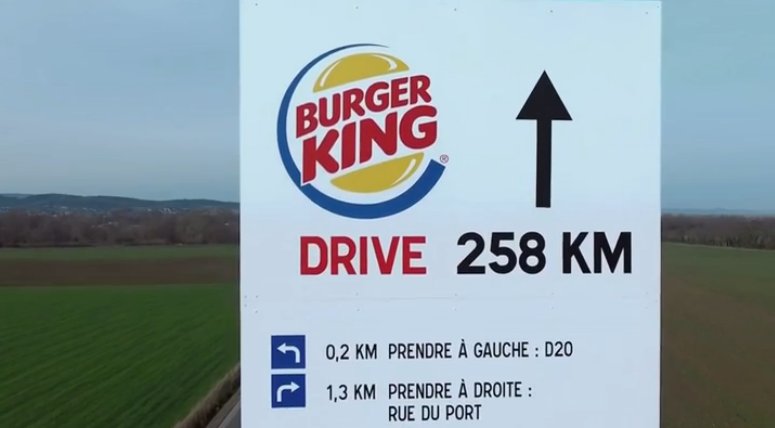 BURGER
KING®
DRIVE 258 KM
0,2 KM PRENDRE À GAUCHE : D20
1,3 KM PRENDRE À DROITE :
RUE DU PORT